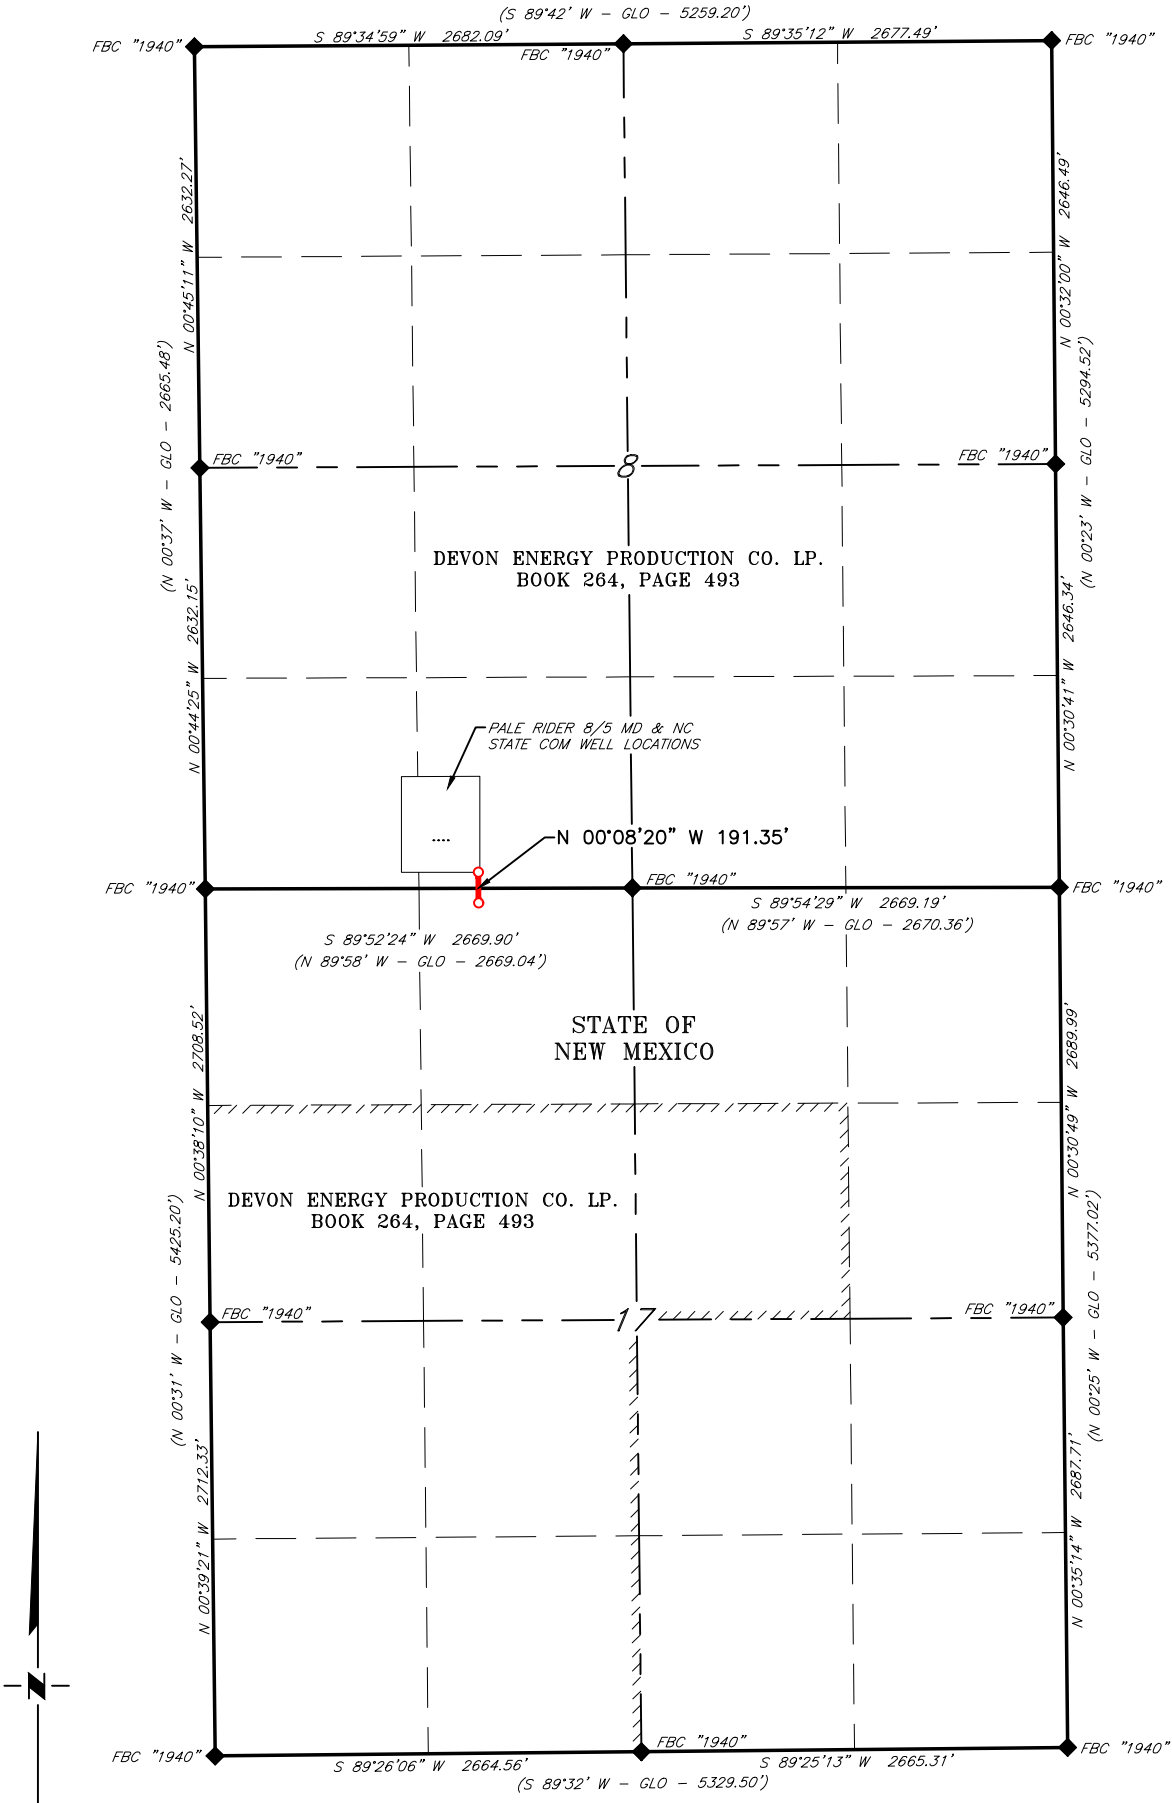 (S 89°42' W - GLO - 5259.20')
S 89°34'59" W 2682.09'
S 89°35'12" W 2677.49'
FBC "1940"
FBC "1940"
FBC "1940"
N 00°45'11" W 2632.27'
N 00°32'00" W 2646.49'
(N 00°37' W - GLO - 2665.48')
(N 00°23' W - GLO - 5294.52')
FBC "1940"
8
FBC "1940"
DEVON ENERGY PRODUCTION CO. LP.
BOOK 264, PAGE 493
N 00°44'25" W 2632.15'
N 00°30'41" W 2646.34'
PALE RIDER 8/5 MD & NC
STATE COM WELL LOCATIONS
N 00°08'20" W 191.35'
FBC "1940"
FBC "1940"
FBC "1940"
S 89°54'29" W 2669.19'
(N 89°57' W - GLO - 2670.36')
S 89°52'24" W 2669.90'
(N 89°58' W - GLO - 2669.04')
STATE OF
NEW MEXICO
N 00°38'10" W 2708.52'
N 00°30'49" W 2689.99'
DEVON ENERGY PRODUCTION CO. LP.
BOOK 264, PAGE 493
(N 00°31' W - GLO - 5425.20')
(N 00°25' W - GLO - 5377.02')
FBC "1940"
17
FBC "1940"
N 00°39'21" W 2712.33'
N 00°35'14" W 2687.71'
N
FBC "1940"
FBC "1940"
FBC "1940"
S 89°26'06" W 2664.56'
S 89°25'13" W 2665.31'
(S 89°32' W - GLO - 5329.50')